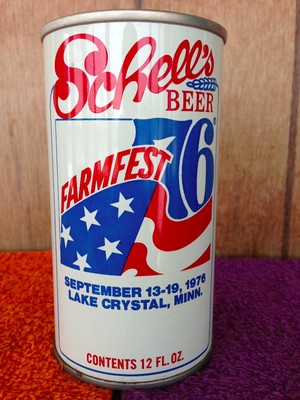 Schell's
BEER
FARMFEST
76
SEPTEMBER 13-19, 1976
LAKE CRYSTAL, MINN.
CONTENTS 12 FL. OZ.